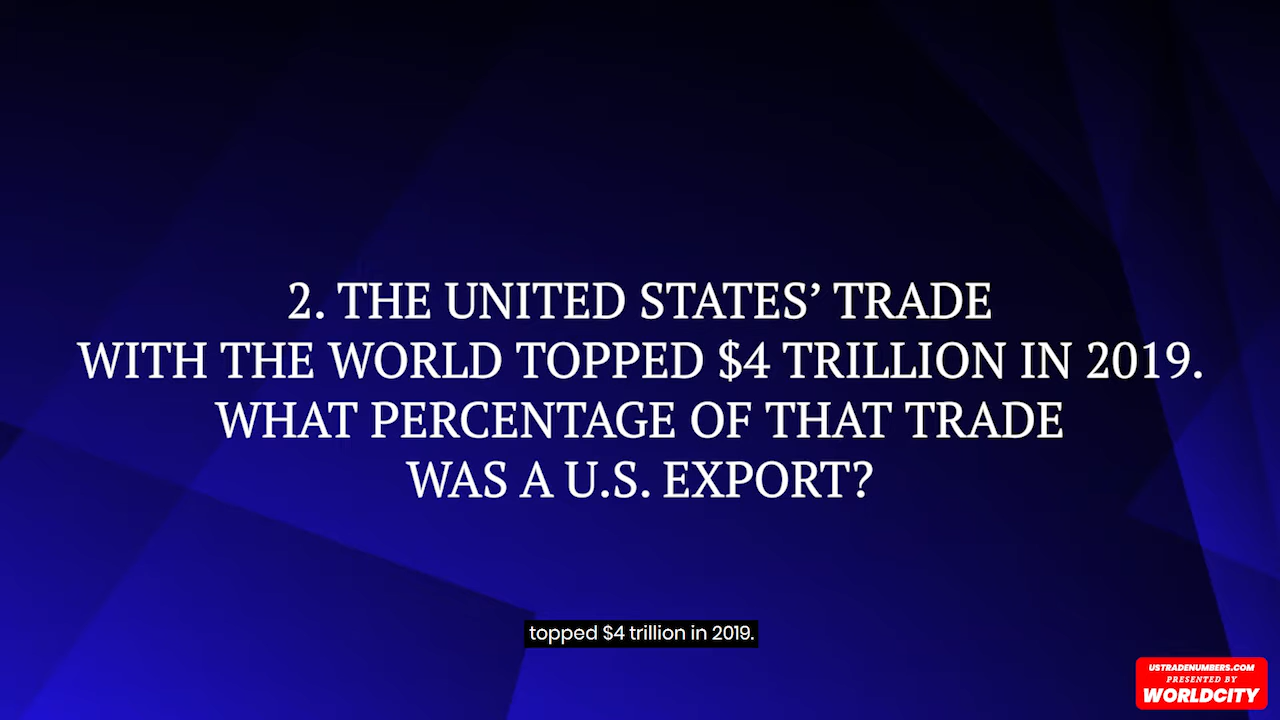 2. THE UNITED STATES’ TRADE
WITH THE WORLD TOPPED $4 TRILLION IN 2019.
WHAT PERCENTAGE OF THAT TRADE
WAS A U.S. EXPORT?
topped $4 trillion in 2019.
USTRADENUMBERS.COM
PRESENTED BY
WORLDCITY